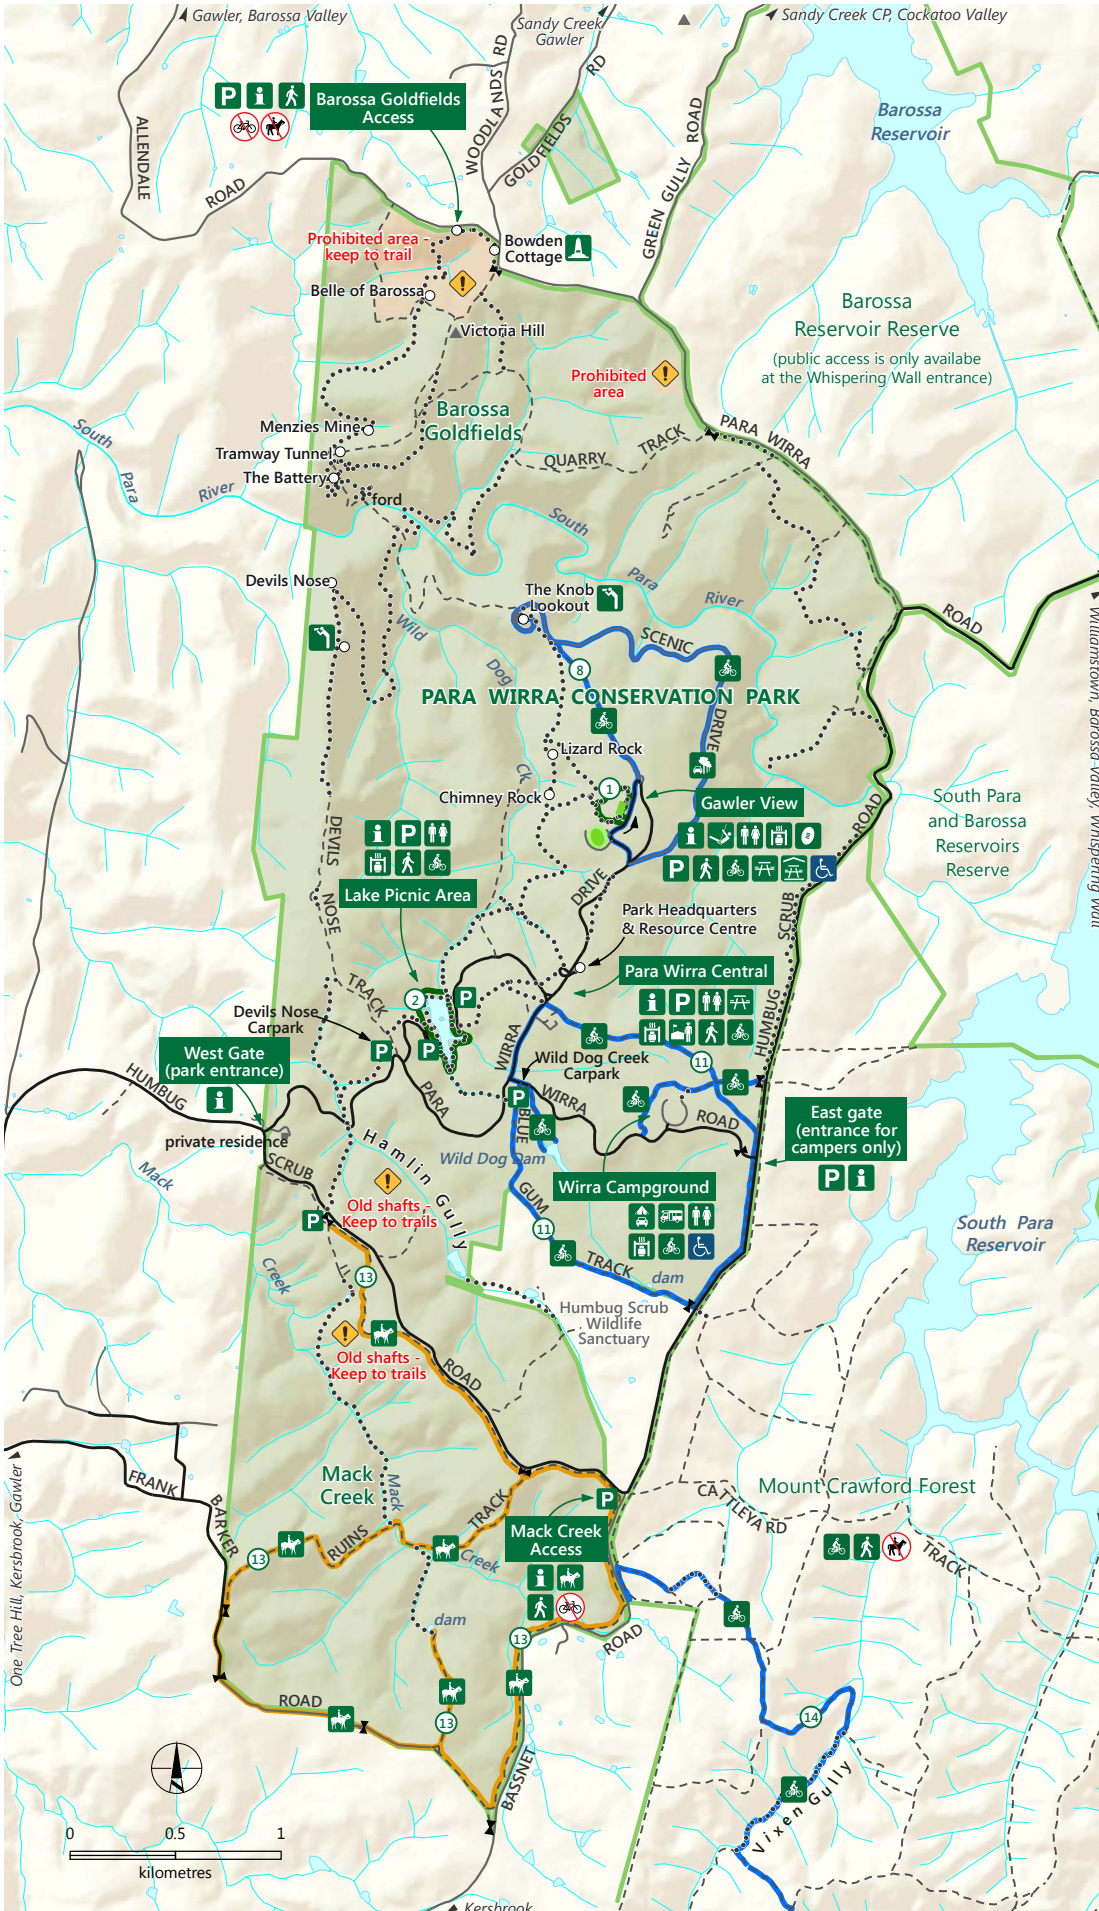 Gawler, Barossa Valley
Sandy Creek
Gawler
Sandy Creek CP, Cockatoo Valley
P
i
Barossa Goldfields
Access
ALLENDALE
ROAD
WOODLANDS RD
GOLDFIELDS
RD
GREEN GULLY ROAD
Barossa
Reservoir
Prohibited area -
keep to trail
Bowden
Cottage
Belle of Barossa
Victoria Hill
Barossa
Reservoir Reserve
(public access is only availabe
at the Whispering Wall entrance)
Prohibited
area
Barossa
Goldfields
Menzies Mine
Tramway Tunnel
The Battery
ford
QUARRY TRACK
PARA WIRRA
ROAD
South
Para
River
South
Para
River
Devils Nose
The Knob
Lookout
SCENIC
DRIVE
Wild
Dog
Ck
8
PARA WIRRA CONSERVATION PARK
Lizard Rock
Chimney Rock
1
Gawler View
i
P
Williamstown, Barossa Valley, Whispering Wall
South Para
and Barossa
Reservoirs
Reserve
DEVILS
NOSE
TRACK
i P
Lake Picnic Area
DRIVE
Park Headquarters
& Resource Centre
Para Wirra Central
i P
HUMBUG
SCRUB
ROAD
2
P
P
Devils Nose
Carpark
P
West Gate
(park entrance)
i
HUMBUG
private residence
SCRUB
PARA
WIRRA
Wild Dog Creek
Carpark
P
WIRRA
ROAD
11
East gate
(entrance for
campers only)
P i
Mack
Creek
Hamlin Gully
Wild Dog Dam
BLUE
GUM
TRACK
11
Wirra Campground
dam
South Para
Reservoir
Old shafts -
Keep to trails
P
13
Humbug Scrub
Wildlife
Sanctuary
Old shafts -
Keep to trails
ROAD
One Tree Hill, Kersbrook, Gawler
FRANK
BARKER
ROAD
Mack
Creek
Mack
Creek
RUINS
TRACK
13
P
Mack Creek
Access
i
Mount Crawford Forest
CATTLEYA RD
TRACK
dam
13
13
ROAD
BASSNET
14
Vixen Gully
0 0.5 1
kilometres
Kersbrook